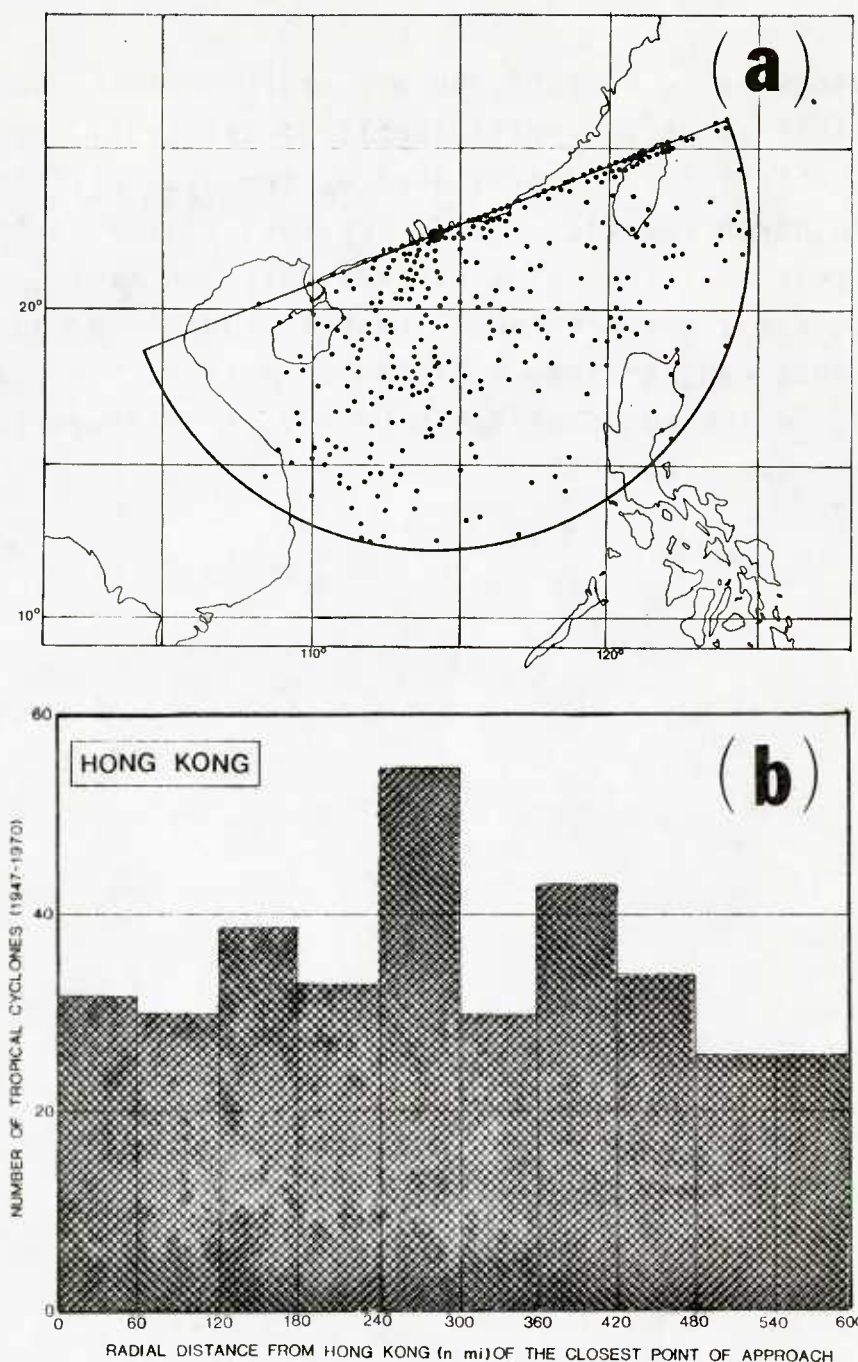 (a)
20°
10°
110°
120°
60
HONG KONG
(b)
40
20
0
NUMBER OF TROPICAL CYCLONES (1947-1970)
0 60 120 180 240 300 360 420 480 540 600
RADIAL DISTANCE FROM HONG KONG (n mi) OF THE CLOSEST POINT OF APPROACH